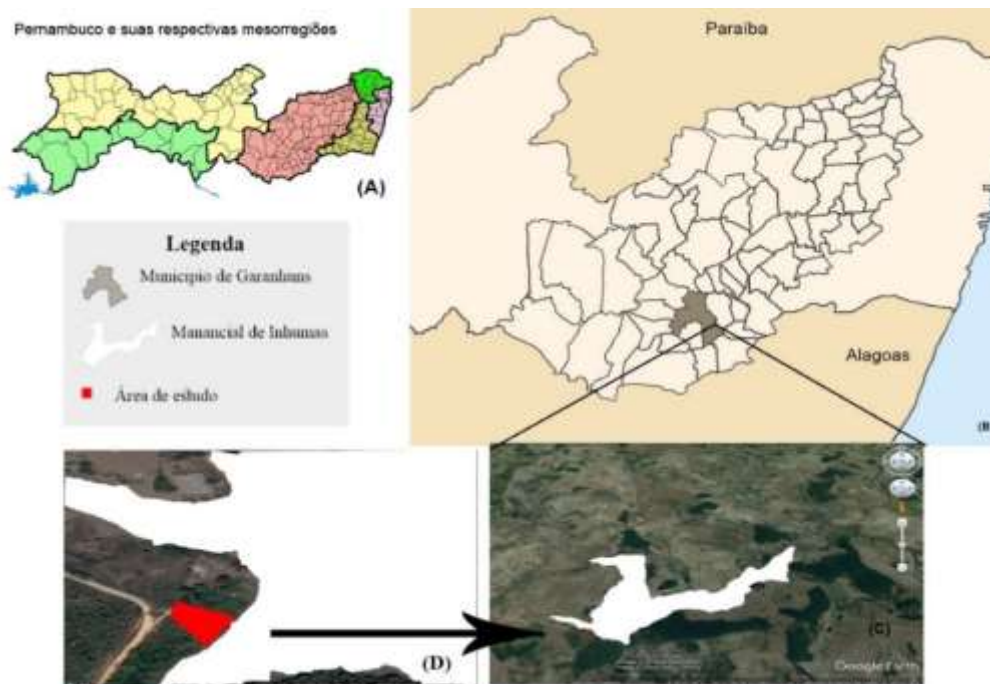 Pernambuco e suas respectivas mesorregiões
(A)
Paraíba
Legenda
Município de Garanhuns
Manancial de Inhumas
Área de estudo
Alagoas
(B
(D)
(C)
Google Earth